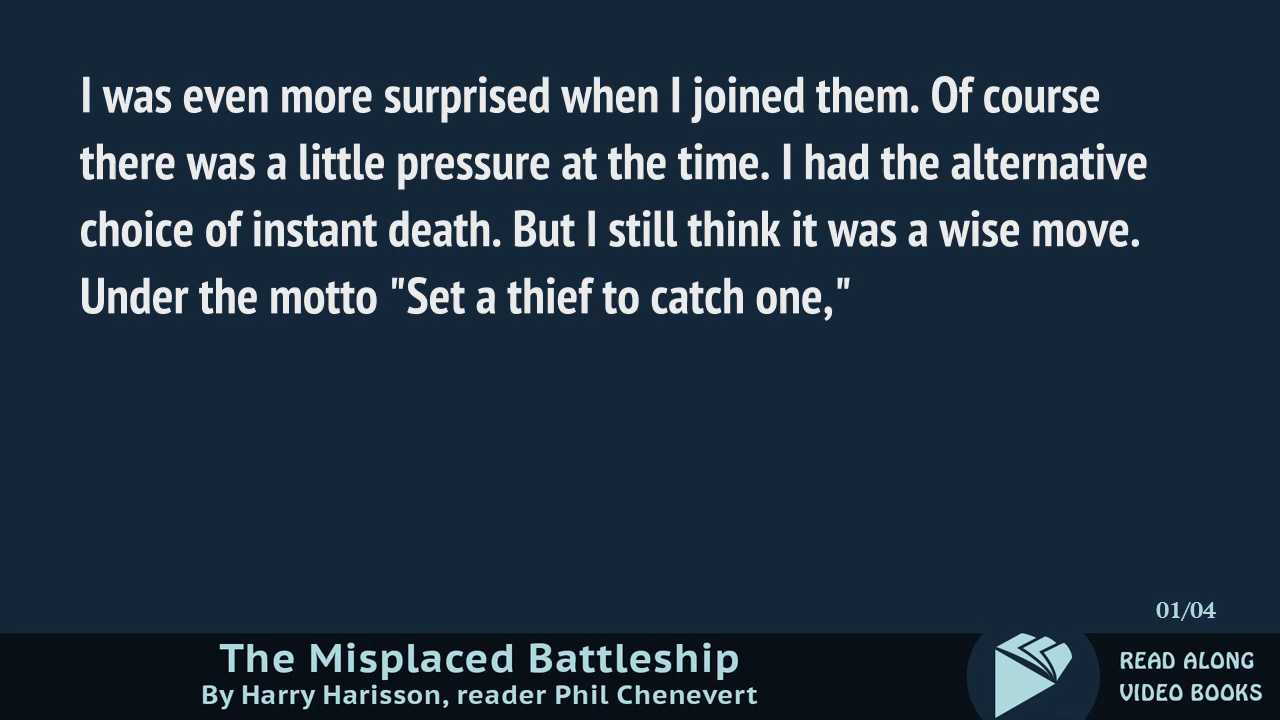 I was even more surprised when I joined them. Of course
there was a little pressure at the time. I had the alternative
choice of instant death. But I still think it was a wise move.
Under the motto "Set a thief to catch one,"
01/04
The Misplaced Battleship
By Harry Harisson, reader Phil Chenevert
READ ALONG
VIDEO BOOKS